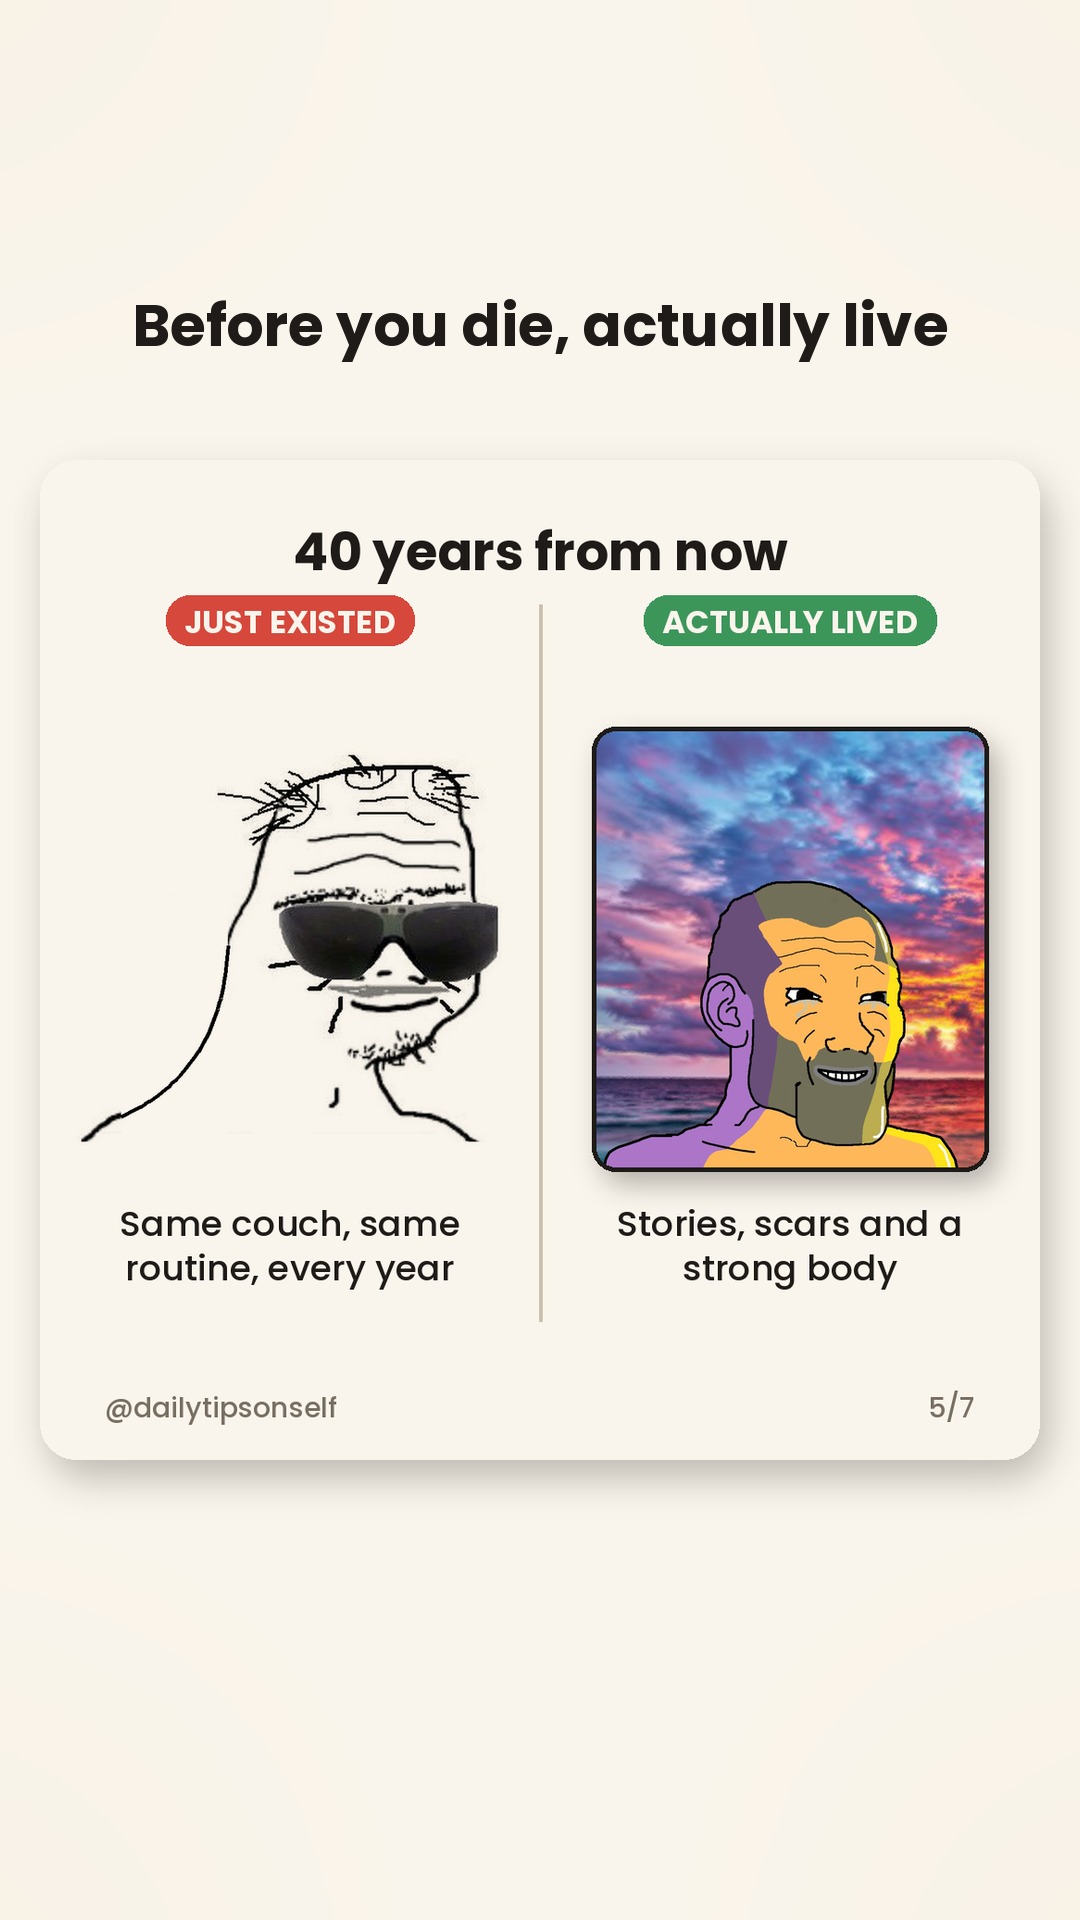 Before you die, actually live
40 years from now
JUST EXISTED
ACTUALLY LIVED
Same couch, same
routine, every year
Stories, scars and a
strong body
@dailytipsonself
5/7